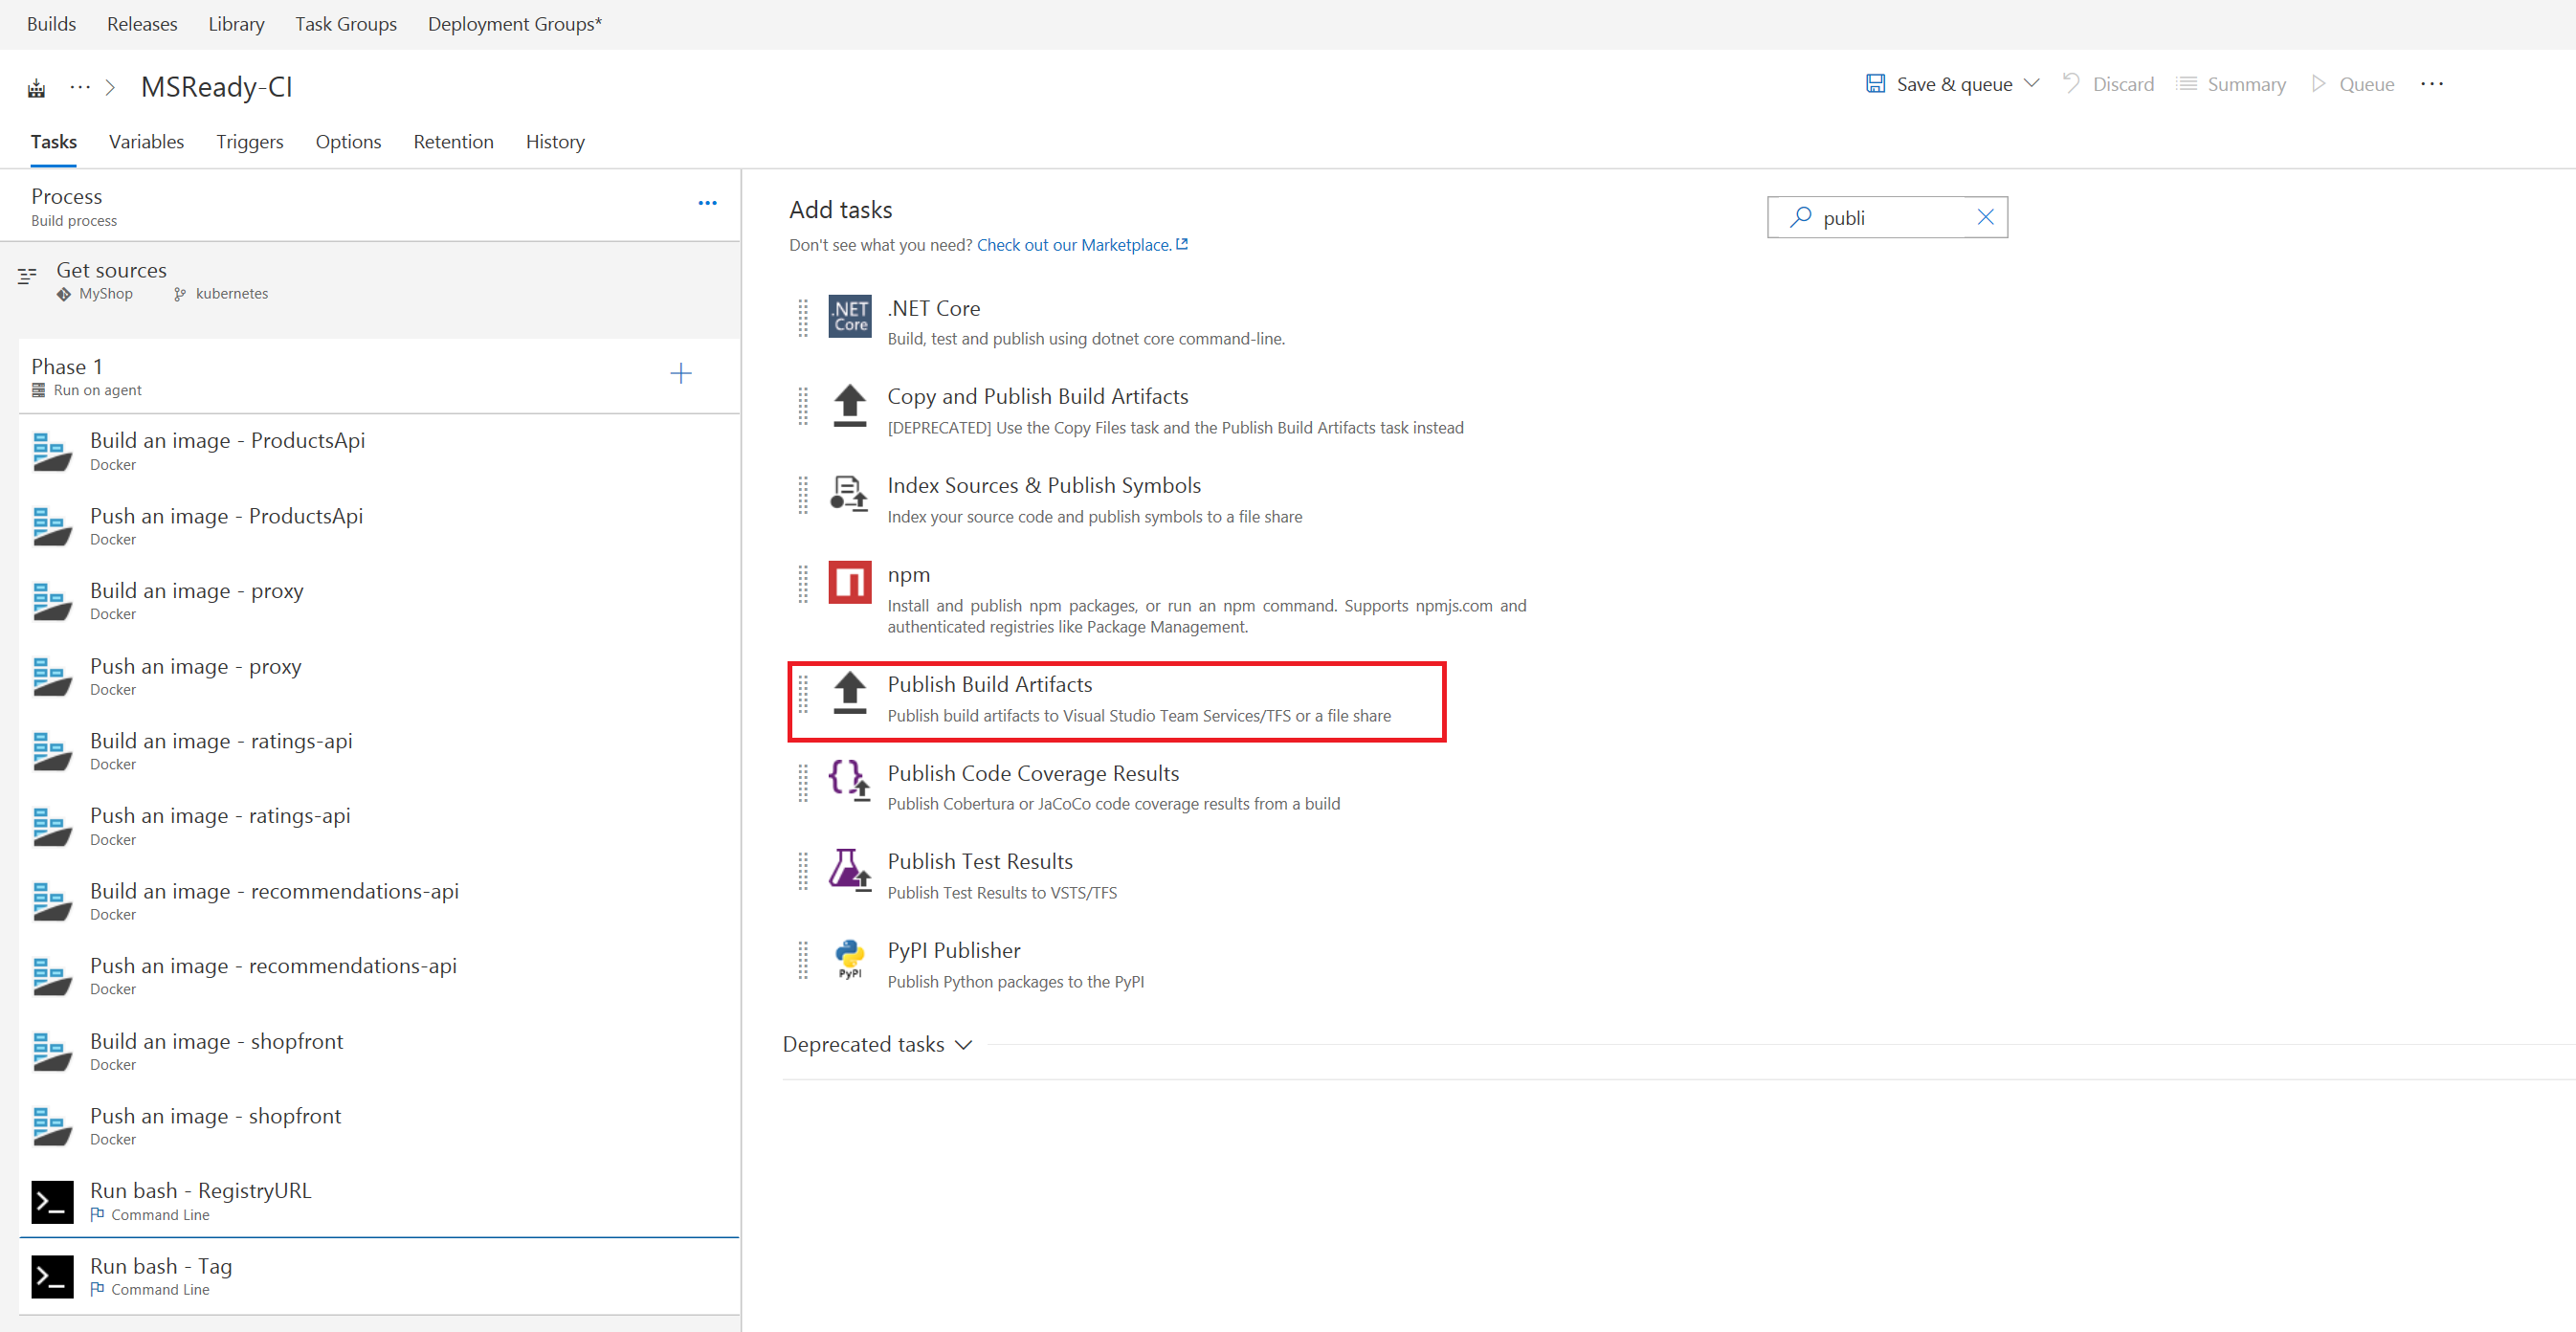 Builds Releases Library Task Groups Deployment Groups*
··· MSReady-CI
Save & queue Discard Summary Queue ···
Tasks Variables Triggers Options Retention History
Process
Build process
Get sources
MyShop kubernetes
Phase 1
Run on agent
Build an image - ProductsApi
Docker
Push an image - ProductsApi
Docker
Build an image - proxy
Docker
Push an image - proxy
Docker
Build an image - ratings-api
Docker
Push an image - ratings-api
Docker
Build an image - recommendations-api
Docker
Push an image - recommendations-api
Docker
Build an image - shopfront
Docker
Push an image - shopfront
Docker
Run bash - RegistryURL
Command Line
Run bash - Tag
Command Line
Add tasks
publi
Don't see what you need? Check out our Marketplace.
.NET Core
.NET
Core
Build, test and publish using dotnet core command-line.
Copy and Publish Build Artifacts
[DEPRECATED] Use the Copy Files task and the Publish Build Artifacts task instead
Index Sources & Publish Symbols
Index your source code and publish symbols to a file share
npm
Install and publish npm packages, or run an npm command. Supports npmjs.com and
authenticated registries like Package Management.
Publish Build Artifacts
Publish build artifacts to Visual Studio Team Services/TFS or a file share
Publish Code Coverage Results
Publish Cobertura or JaCoCo code coverage results from a build
Publish Test Results
Publish Test Results to VSTS/TFS
PyPI Publisher
PyPI
Publish Python packages to the PyPI
Deprecated tasks